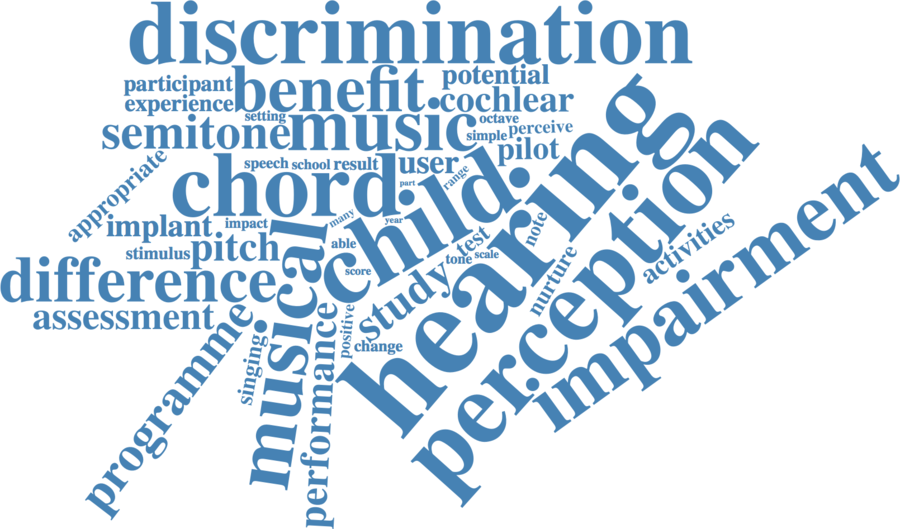 discrimination
participant
benefit
potential
experience
cochlear
setting
octave
semitone
music
simple
perceive
pilot
appropriate
speech
school
result
user
chord
child
part
range
hearing
perception
implant
impact
many
year
stimulus
pitch
musical
able
test
note
tone
scale
activities
impairment
difference
score
study
nurture
assessment
programme
singing
performance
positive
change